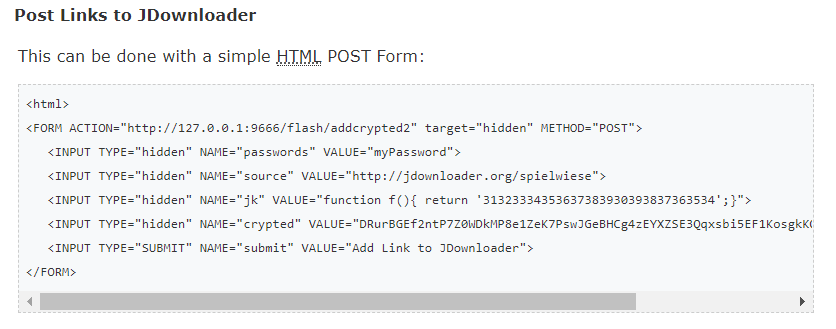 Post Links to JDownloader
This can be done with a simple HTML POST Form:
<html>
<FORM ACTION="http://127.0.0.1:9666/flash/addcrypted2" target="hidden" METHOD="POST">
<INPUT TYPE="hidden" NAME="passwords" VALUE="myPassword">
<INPUT TYPE="hidden" NAME="source" VALUE="http://jdownloader.org/spielwiese">
<INPUT TYPE="hidden" NAME="jk" VALUE="function f(){ return '31323334353637383930393837363534';}">
<INPUT TYPE="hidden" NAME="crypted" VALUE="DRurBGEf2ntP7Z0WDkMP8e1ZeK7PswJGeBHCg4zEYXZSE3Qqxsbi5EF1KosgkKQ
<INPUT TYPE="SUBMIT" NAME="submit" VALUE="Add Link to JDownloader">
</FORM>